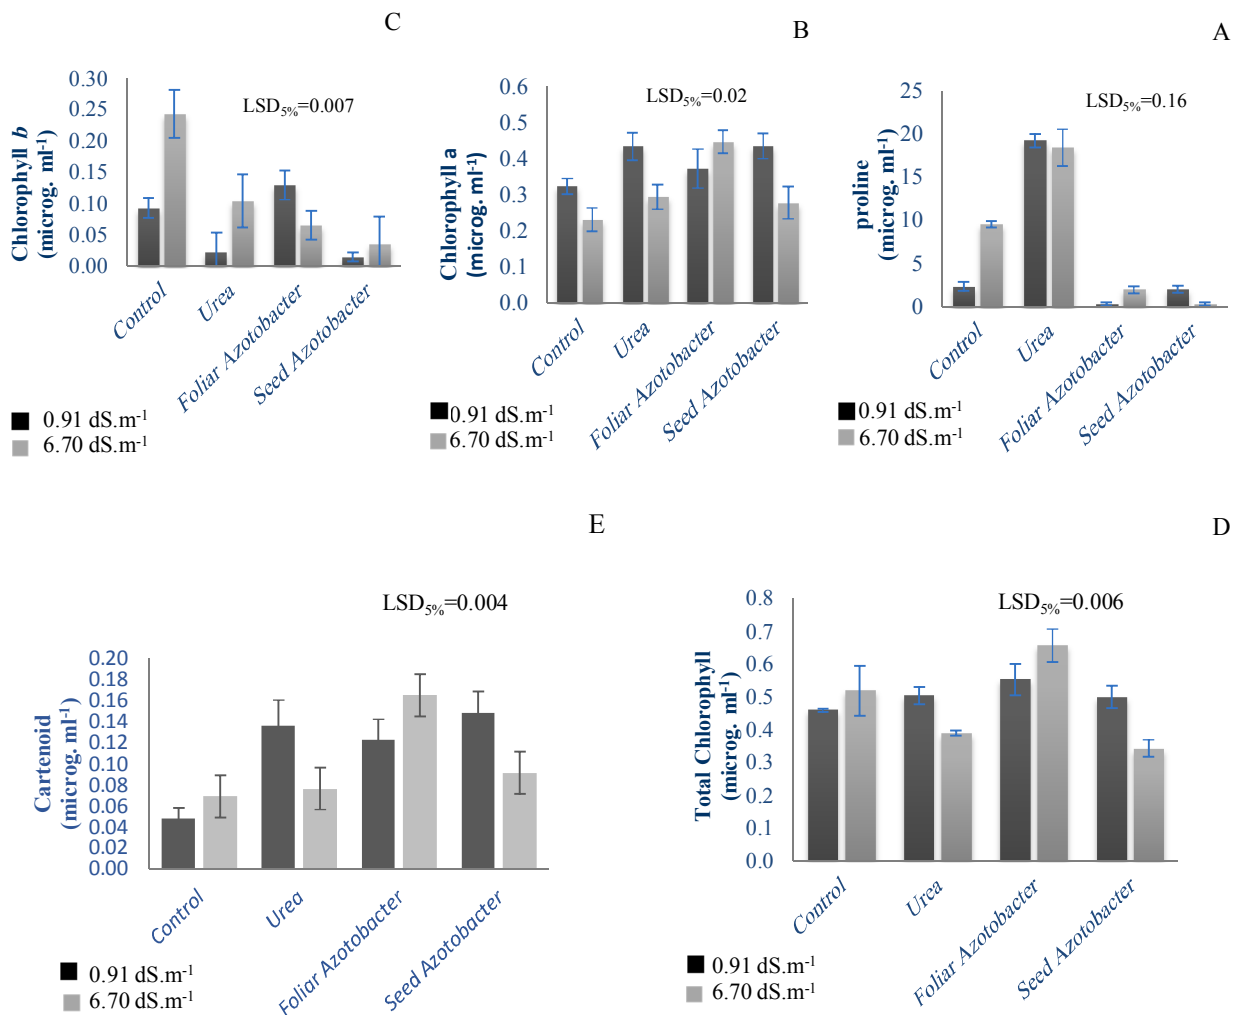 C
LSD5%=0.007
Chlorophyll b
(microg. ml-1)
0.30
0.25
0.20
0.15
0.10
0.05
0.00
Control
Urea
Foliar Azotobacter
Seed Azotobacter
0.91 dS.m-1
6.70 dS.m-1
B
LSD5%=0.02
Chlorophyll a
(microg. ml-1)
0.6
0.5
0.4
0.3
0.2
0.1
0.0
Control
Urea
Foliar Azotobacter
Seed Azotobacter
0.91 dS.m-1
6.70 dS.m-1
A
LSD5%=0.16
proline
(microg. ml-1)
25
20
15
10
5
0
Control
Urea
Foliar Azotobacter
Seed Azotobacter
0.91 dS.m-1
6.70 dS.m-1
E
LSD5%=0.004
Cartenoid
(microg. ml-1)
0.20
0.18
0.16
0.14
0.12
0.10
0.08
0.06
0.04
0.02
0.00
Control
Urea
Foliar Azotobacter
Seed Azotobacter
0.91 dS.m-1
6.70 dS.m-1
D
LSD5%=0.006
Total Chlorophyll
(microg. ml-1)
0.8
0.7
0.6
0.5
0.4
0.3
0.2
0.1
0.0
Control
Urea
Foliar Azotobacter
Seed Azotobacter
0.91 dS.m-1
6.70 dS.m-1